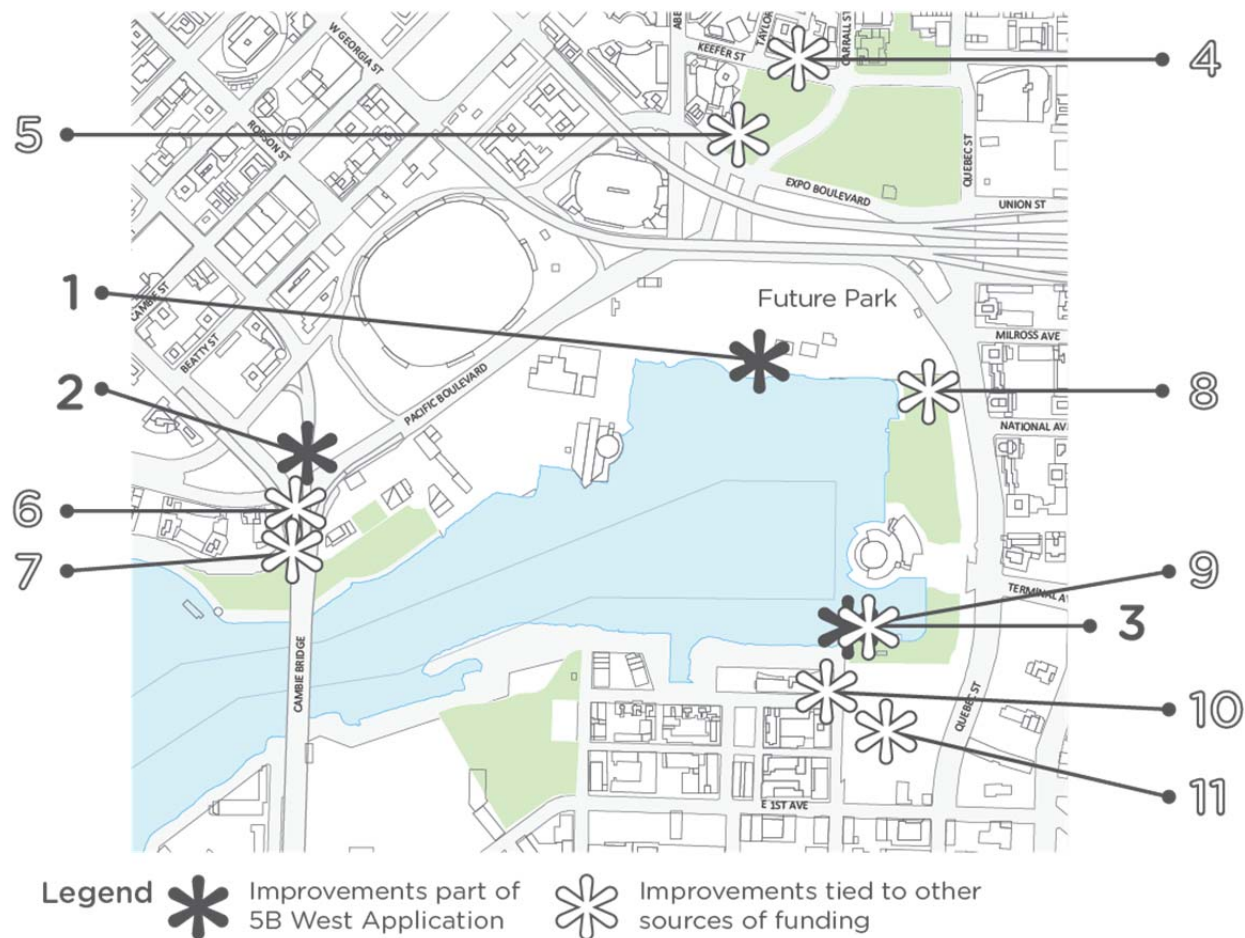 ABE
TAYLOR
CARRALL ST
KEEFER ST
4
W GEORGIA ST
5
ROBSON ST
QUEBEC ST
EXPO BOULEVARD
UNION ST
1
Future Park
CAMBIE ST
MILROSS AVE
BEATTY ST
2
PACIFIC BOULEVARD
8
NATIONAL AV
6
7
9
TERMINAL AV
3
CAMBIE BRIDGE
10
QUEBEC ST
11
E 1ST AVE
Legend
Improvements part of
5B West Application
Improvements tied to other
sources of funding